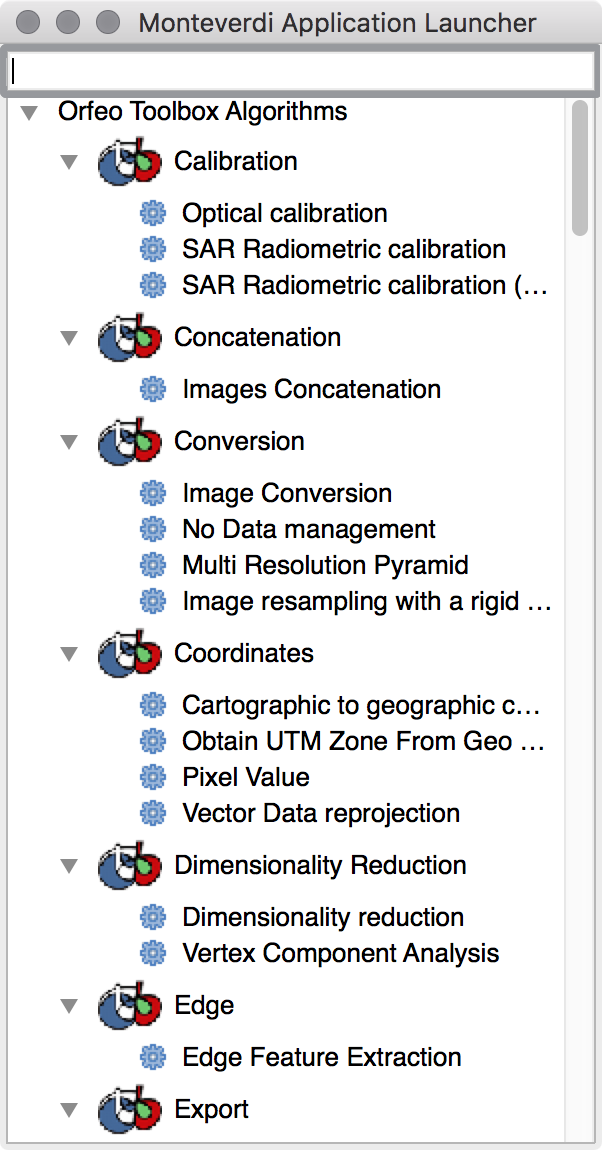 Monteverdi Application Launcher
Orfeo Toolbox Algorithms
Calibration
Optical calibration
SAR Radiometric calibration
SAR Radiometric calibration (...
Concatenation
Images Concatenation
Conversion
Image Conversion
No Data management
Multi Resolution Pyramid
Image resampling with a rigid ...
Coordinates
Cartographic to geographic c...
Obtain UTM Zone From Geo ...
Pixel Value
Vector Data reprojection
Dimensionality Reduction
Dimensionality reduction
Vertex Component Analysis
Edge
Edge Feature Extraction
Export